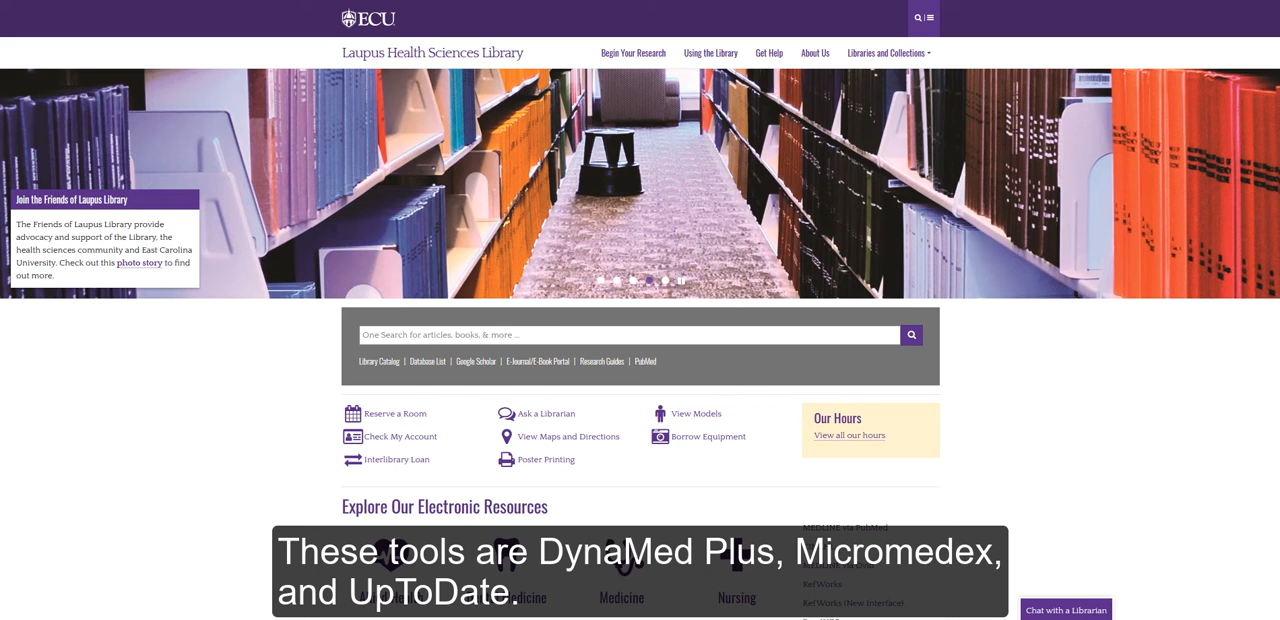 ECU
Laupus Health Sciences Library
Begin Your Research
Using the Library
Get Help
About Us
Libraries and Collections
Join the Friends of Laupus Library
The Friends of Laupus Library provide
advocacy and support of the Library, the
health sciences community and East Carolina
University. Check out this photo story to find
out more.
One Search for articles, books, & more ...
Library Catalog | Database List | Google Scholar | E-Journal/E-Book Portal | Research Guides | PubMed
Reserve a Room
Ask a Librarian
View Models
Check My Account
View Maps and Directions
Borrow Equipment
Interlibrary Loan
Poster Printing
Our Hours
View all our hours
Explore Our Electronic Resources
MEDLINE via PubMed
MEDLINE via Ovid
RefWorks
RefWorks (New Interface)
Medicine
Nursing
These tools are DynaMed Plus, Micromedex,
and UpToDate.
Chat with a Librarian